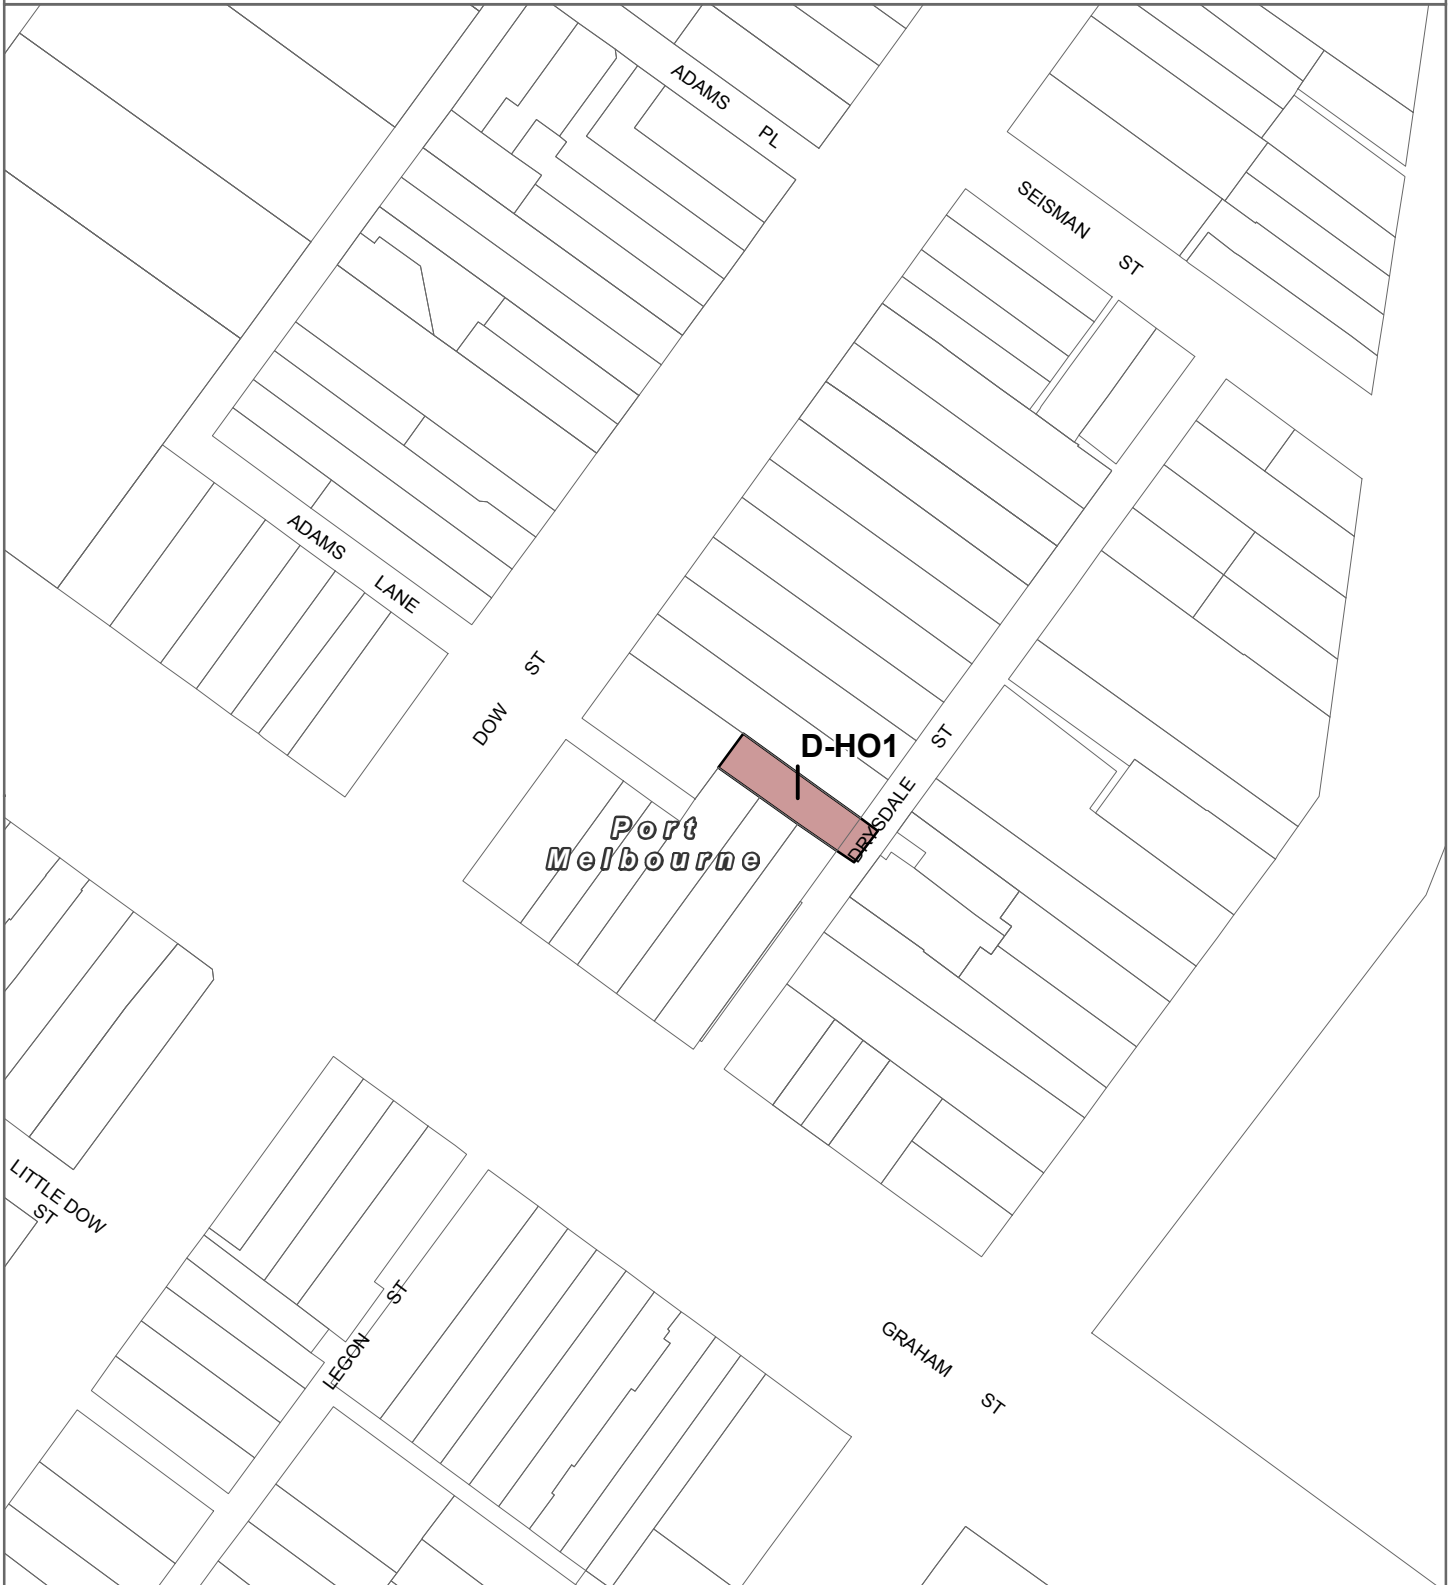 ADAMS PL
SEISMAN ST
ADAMS LANE
DOW ST
D-HO1
DRYSDALE ST
Port
Melbourne
LITTLE DOW
ST
LEGON ST
GRAHAM ST